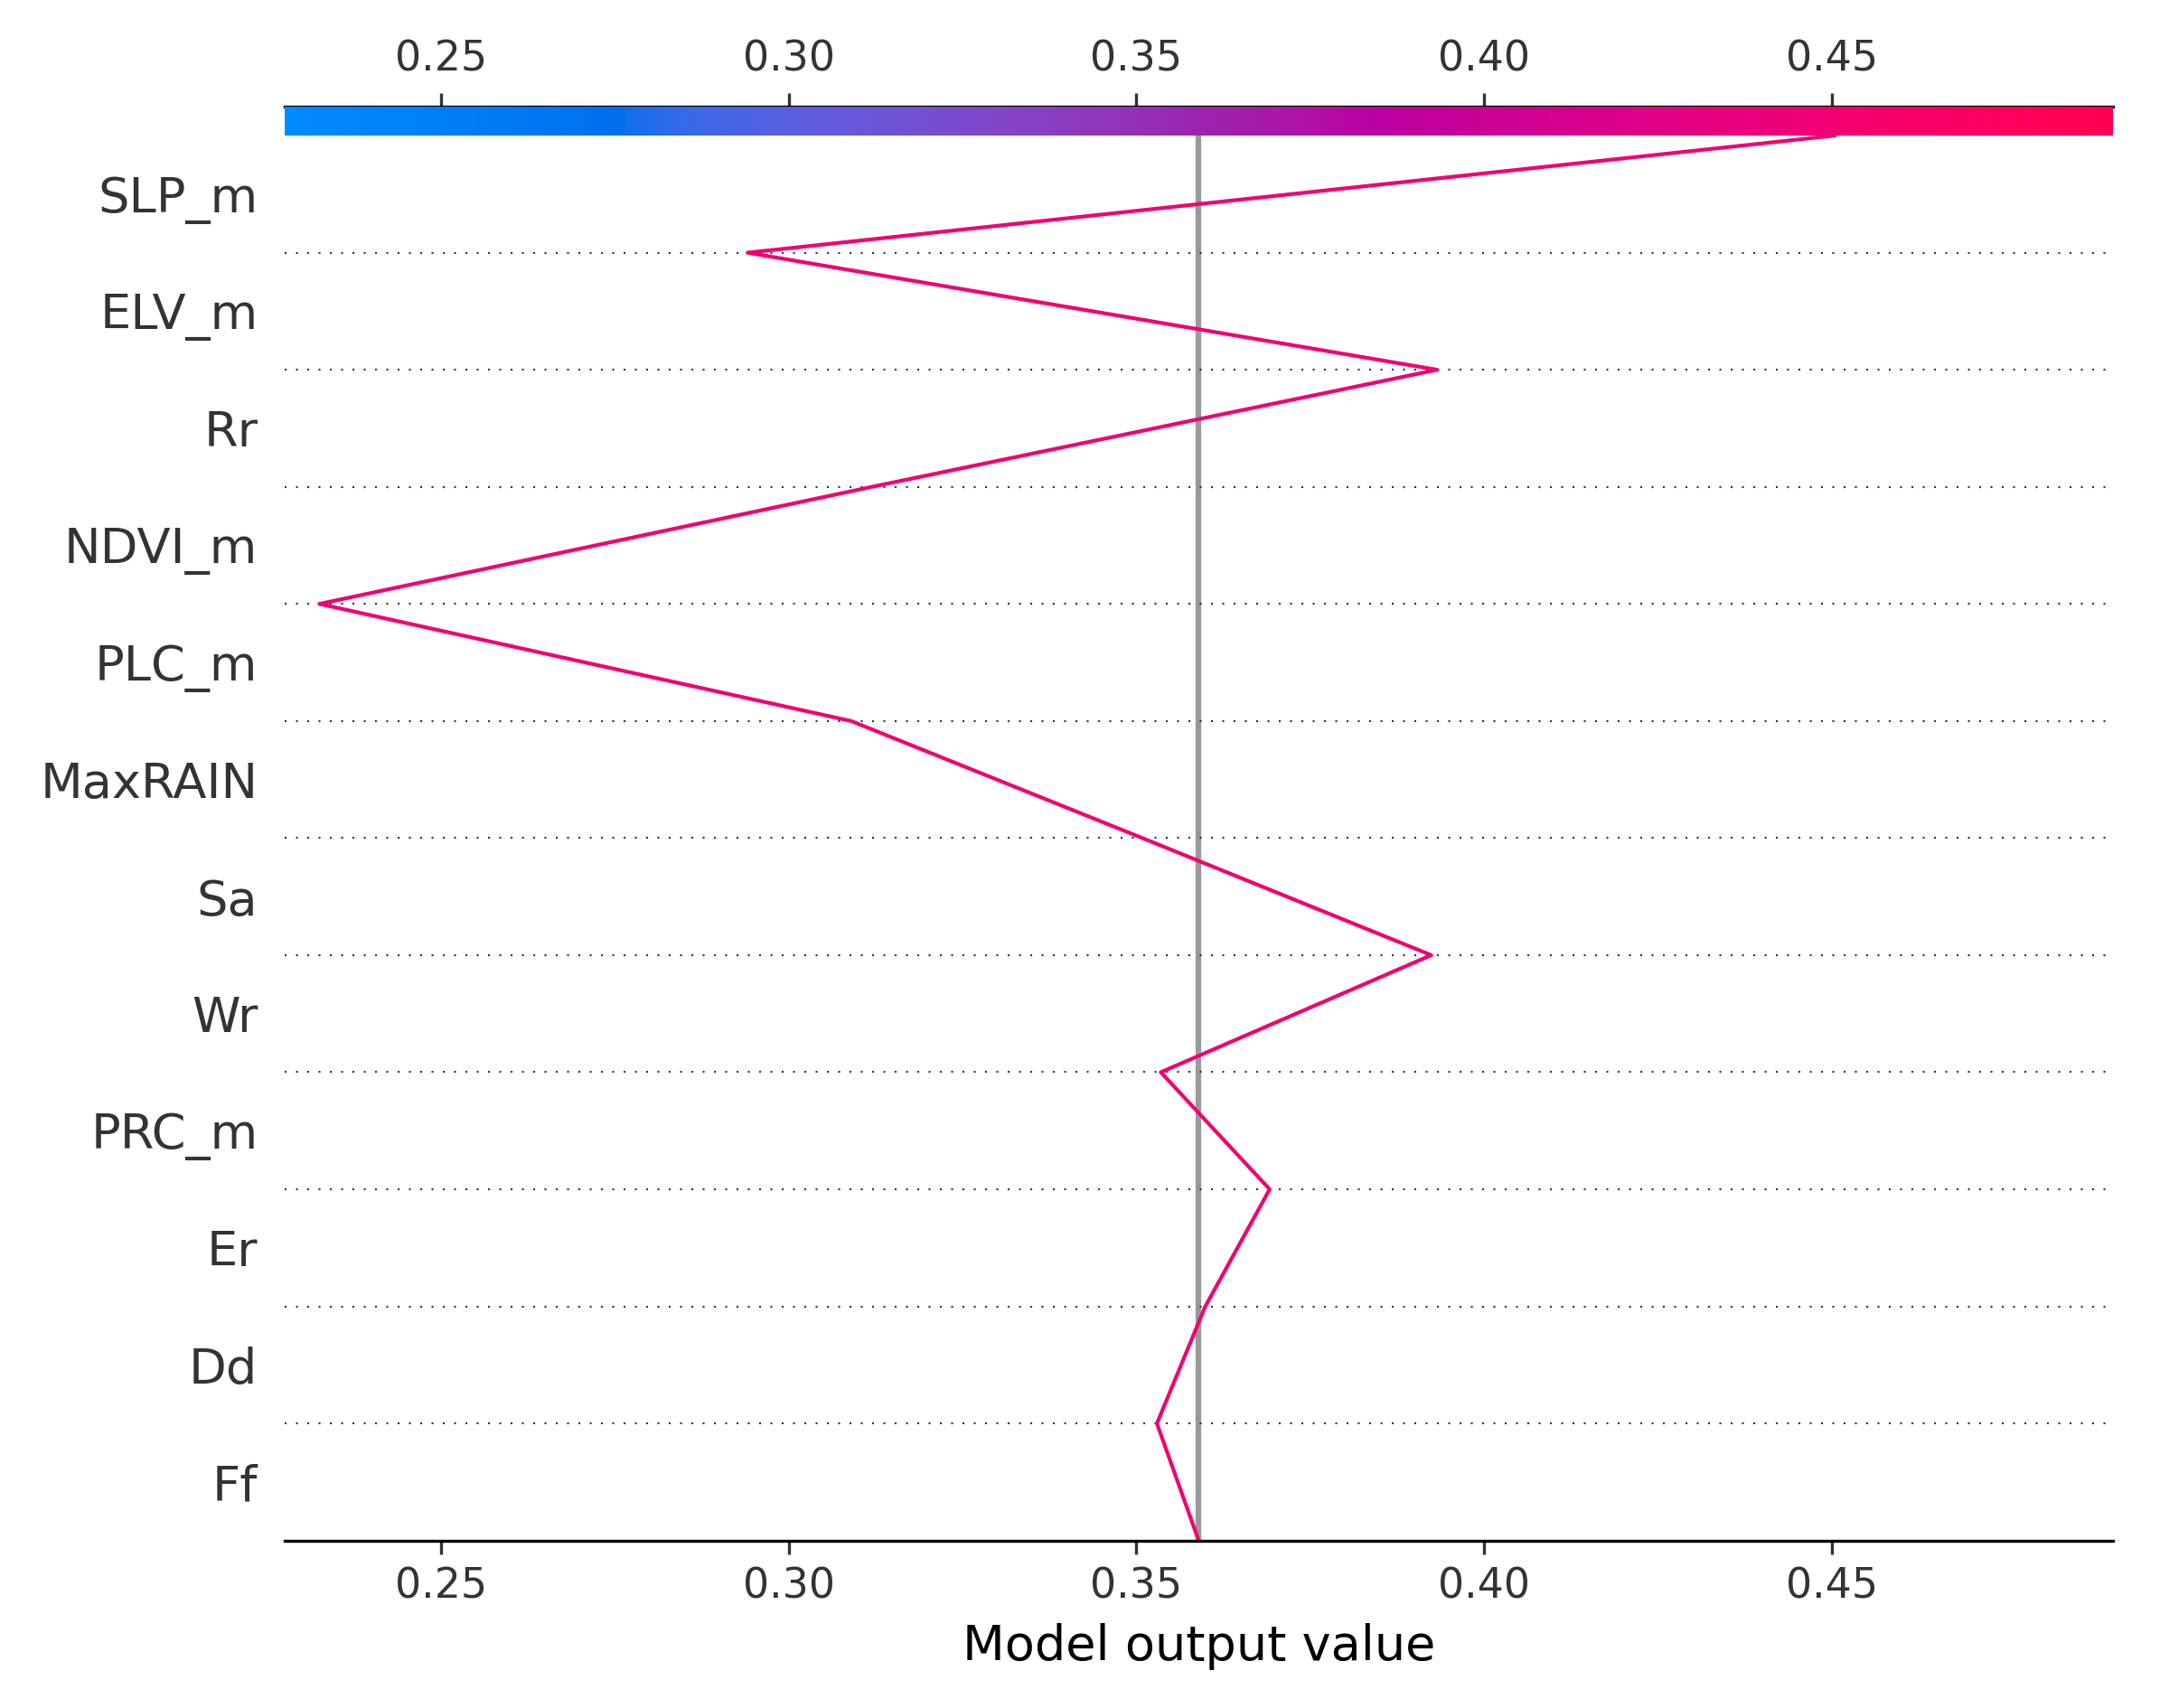 0.25 0.30 0.35 0.40 0.45
SLP_m
ELV_m
Rr
NDVI_m
PLC_m
MaxRAIN
Sa
Wr
PRC_m
Er
Dd
Ff
0.25 0.30 0.35 0.40 0.45
Model output value